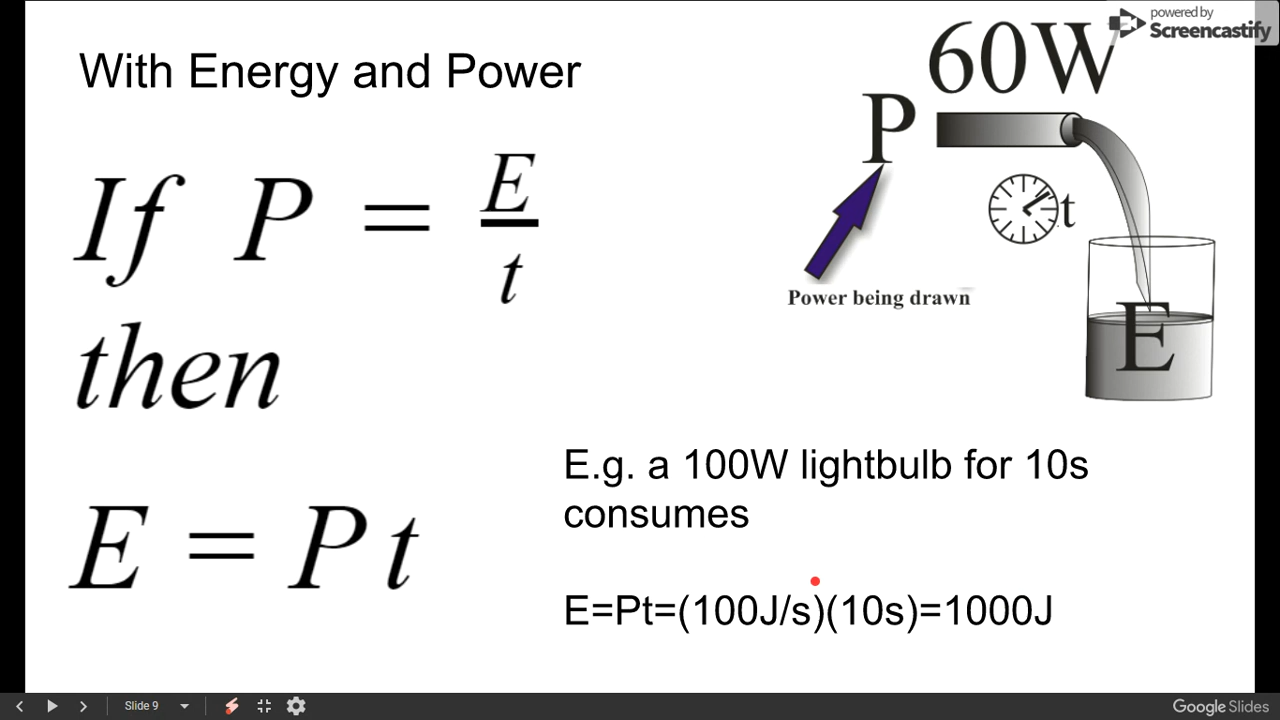 With Energy and Power
60W
powered by
Screencastify
P
t
Power being drawn
E
If P = E
t
then
E = P t
E.g. a 100W lightbulb for 10s
consumes
E=Pt=(100J/s)(10s)=1000J
Slide 9
Google Slides